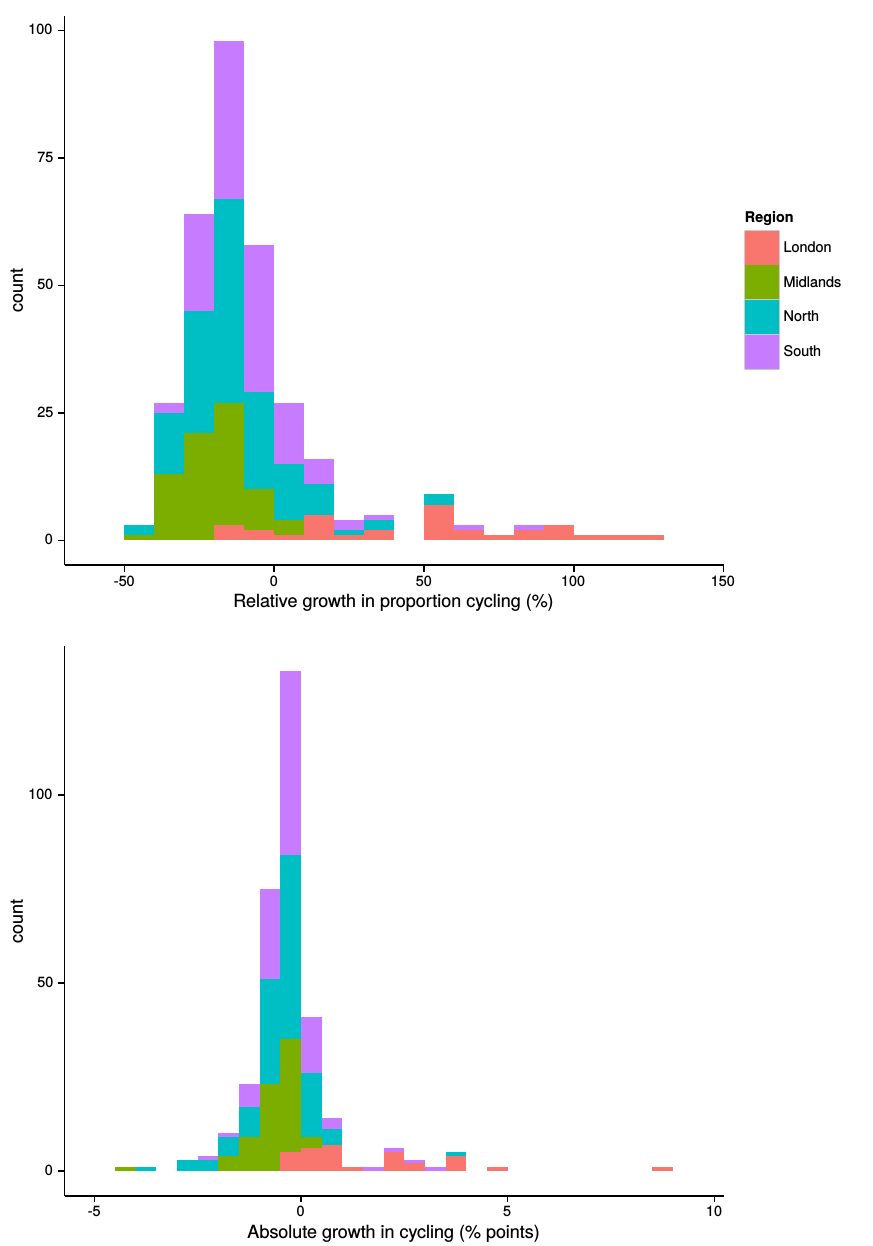 100
75
50
25
0
count
-50
0
50
100
150
Relative growth in proportion cycling (%)
Region
London
Midlands
North
South
100
50
0
count
-5
0
5
10
Absolute growth in cycling (% points)